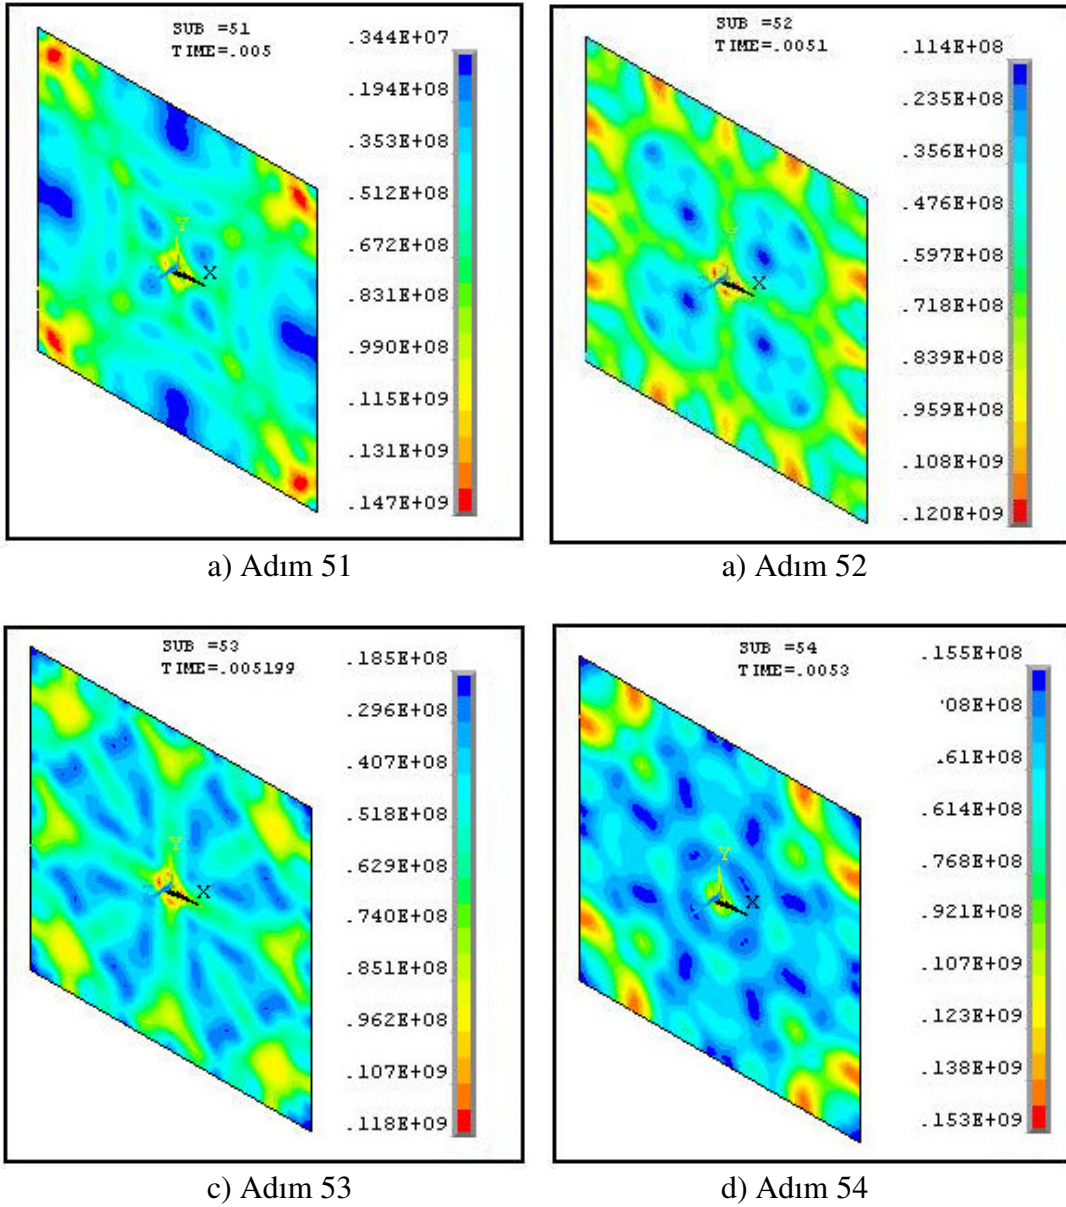 SUB =51
TIME=.005
.344E+07
.194E+08
.353E+08
.512E+08
.672E+08
.831E+08
.990E+08
.115E+09
.131E+09
.147E+09
Y
X
a) Adım 51
SUB =52
TIME=.0051
.114E+08
.235E+08
.356E+08
.476E+08
.597E+08
.718E+08
.839E+08
.959E+08
.108E+09
.120E+09
Y
X
a) Adım 52
SUB =53
TIME=.005199
.185E+08
.296E+08
.407E+08
.518E+08
.629E+08
.740E+08
.851E+08
.962E+08
.107E+09
.118E+09
Y
X
c) Adım 53
SUB =54
TIME=.0053
.155E+08
08E+08
.61E+08
.614E+08
.768E+08
.921E+08
.107E+09
.123E+09
.138E+09
.153E+09
Y
X
d) Adım 54